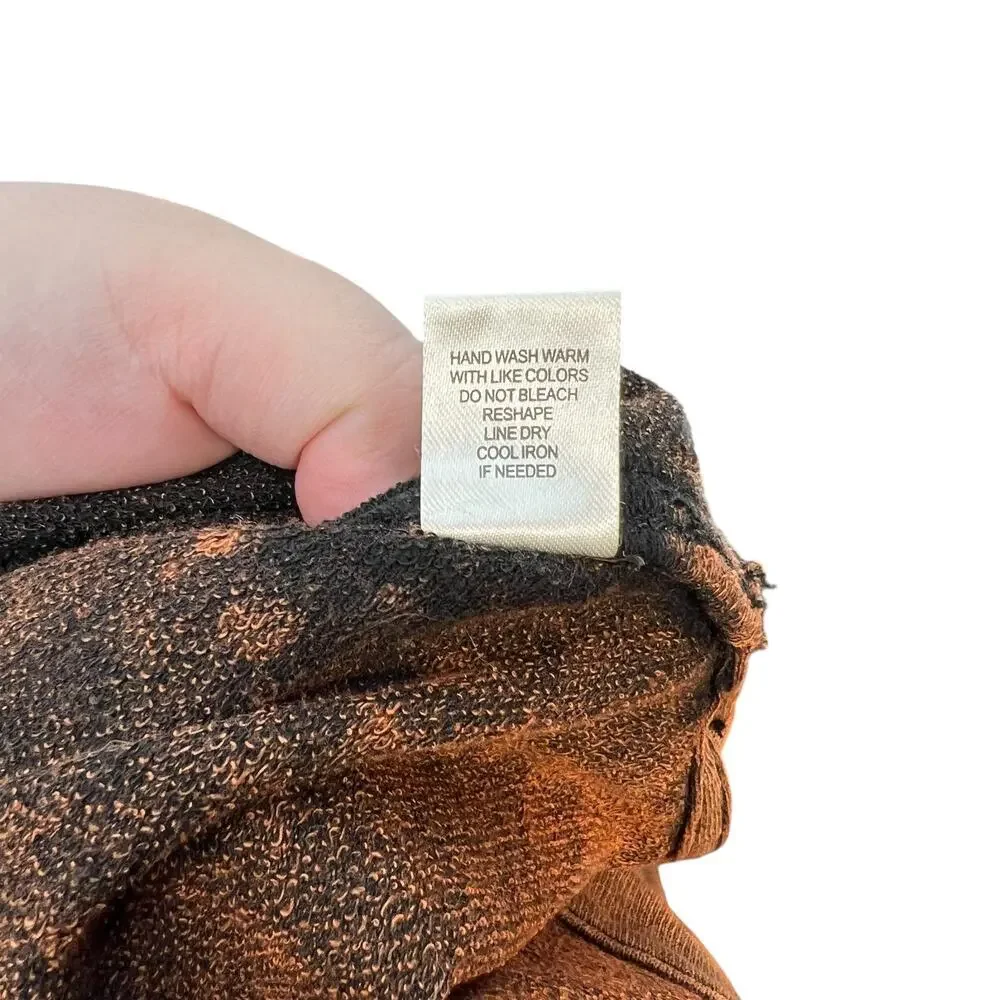 HAND WASH WARM
WITH LIKE COLORS
DO NOT BLEACH
RESHAPE
LINE DRY
COOL IRON
IF NEEDED